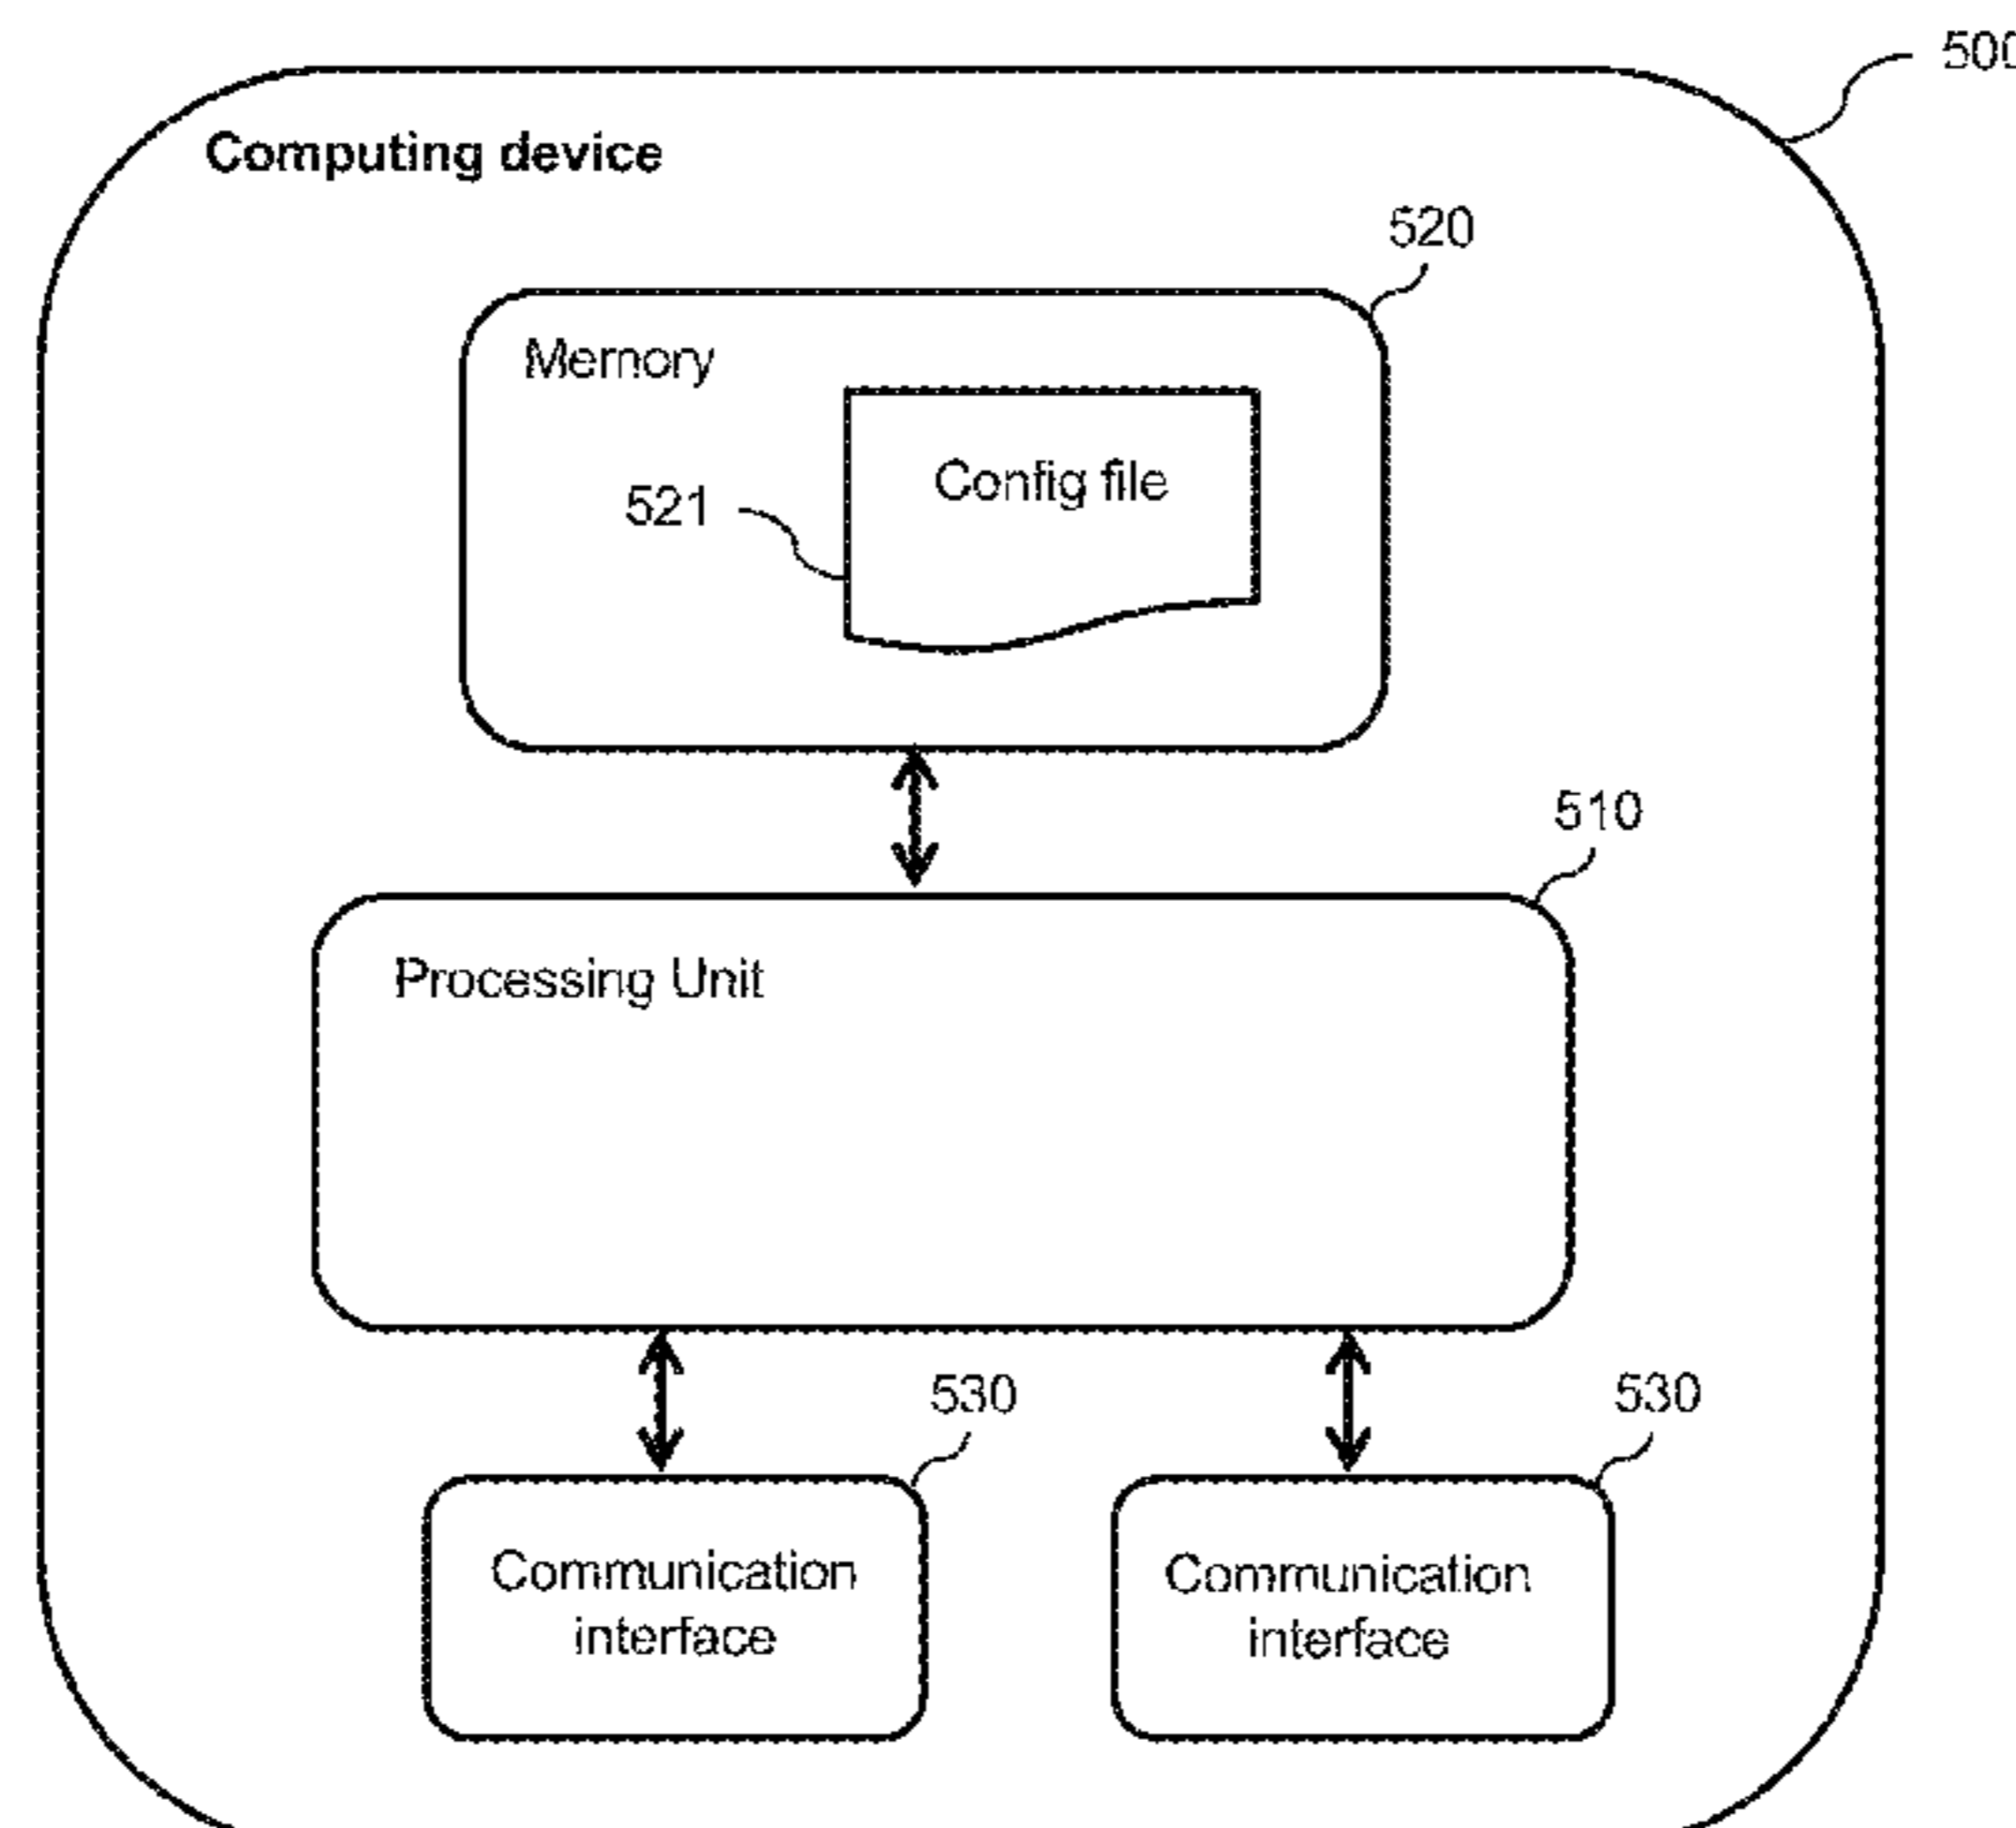 500
Computing device
520
Memory
Config file
521
510
Processing Unit
530
530
Communication
interface
Communication
interface